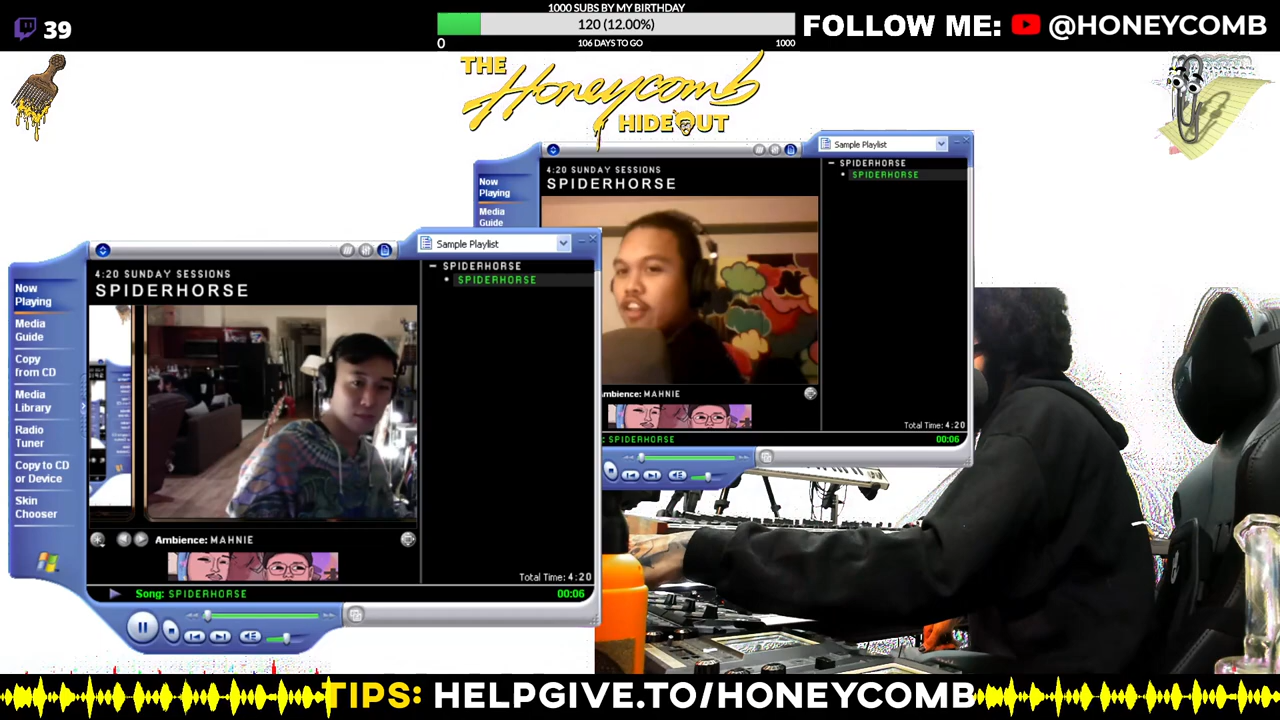 39
1000 SUBS BY MY BIRTHDAY
120 (12.00%)
0
106 DAYS TO GO
1000
FOLLOW ME: @HONEYCOMB
THE
Honeycomb
HIDEOUT
Sample Playlist
Now
Playing
Media
Guide
4:20 SUNDAY SESSIONS
SPIDERHORSE
SPIDERHORSE
SPIDERHORSE
mbience: MAHNIE
Total Time: 4:20
: SPIDERHORSE
00:06
Sample Playlist
Now
Playing
Media
Guide
Copy
from CD
Media
Library
Radio
Tuner
Copy to CD
or Device
Skin
Chooser
4:20 SUNDAY SESSIONS
SPIDERHORSE
SPIDERHORSE
SPIDERHORSE
Ambience: MAHNIE
Total Time: 4:20
Song: SPIDERHORSE
00:06
TIPS: HELPGIVE.TO/HONEYCOMB